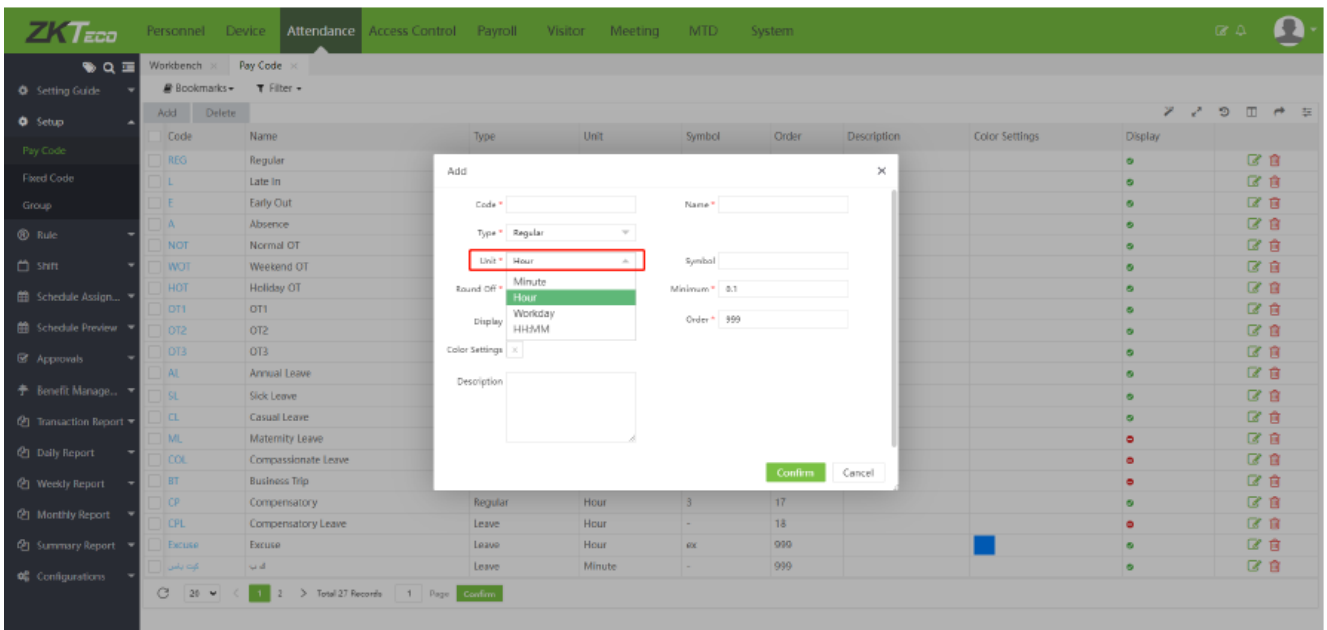 ZKTeco Personnel Device Attendance Access Control Payroll Visitor Meeting MTD System
Workbench × Pay Code ×
Setting Guide Bookmarks Filter
Add Delete
Setup
Code Name Type Unit Symbol Order Description Color Settings Display
Pay Code
REG Regular
Fixed Code
L Late In
Group
E Early Out
A Absence
Rule
NOT Normal OT
Shift
WOT Weekend OT
HOT Holiday OT
Schedule Assign...
OT1 OT1
Schedule Preview
OT2 OT2
OT3 OT3
Approvals
AL Annual Leave
Benefit Manage...
SL Sick Leave
CL Casual Leave
Transaction Report
ML Maternity Leave
Daily Report
COL Compassionate Leave
BT Business Trip
Weekly Report
CP Compensatory Regular Hour 3 17
Monthly Report
CPL Compensatory Leave Leave Hour - 18
Summary Report
Excuse Excuse Leave Hour ex 999
Leave Minute - 999
Configurations
20 < 1 2 > Total 27 Records 1 Page Confirm
Add ×
Code * Name *
Type * Regular
Unit * Hour Symbol
Minute
Round Off * Hour Minimum * 0.1
Workday
Display HH:MM Order * 999
Color Settings ×
Description
Confirm Cancel